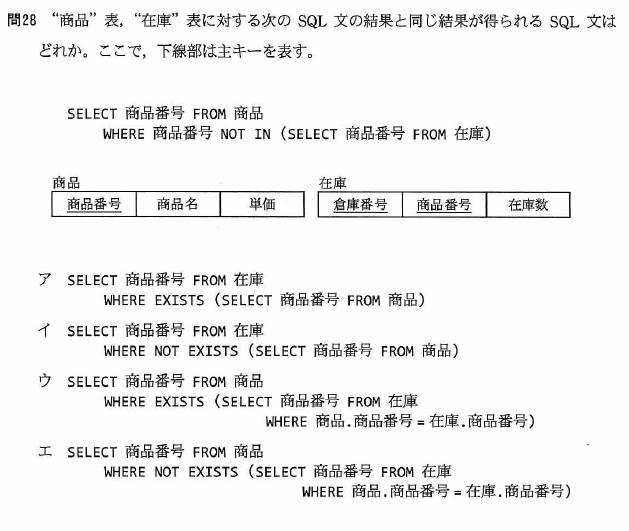 問28 “商品”表，“在庫”表に対する次の SQL 文の結果と同じ結果が得られる SQL 文は
どれか。ここで，下線部は主キーを表す。
SELECT 商品番号 FROM 商品
WHERE 商品番号 NOT IN (SELECT 商品番号 FROM 在庫)
商品 在庫
商品番号 商品名 単価 倉庫番号 商品番号 在庫数
ア SELECT 商品番号 FROM 在庫
WHERE EXISTS (SELECT 商品番号 FROM 商品)
イ SELECT 商品番号 FROM 在庫
WHERE NOT EXISTS (SELECT 商品番号 FROM 商品)
ウ SELECT 商品番号 FROM 商品
WHERE EXISTS (SELECT 商品番号 FROM 在庫
WHERE 商品.商品番号 = 在庫.商品番号)
エ SELECT 商品番号 FROM 商品
WHERE NOT EXISTS (SELECT 商品番号 FROM 在庫
WHERE 商品.商品番号 = 在庫.商品番号)